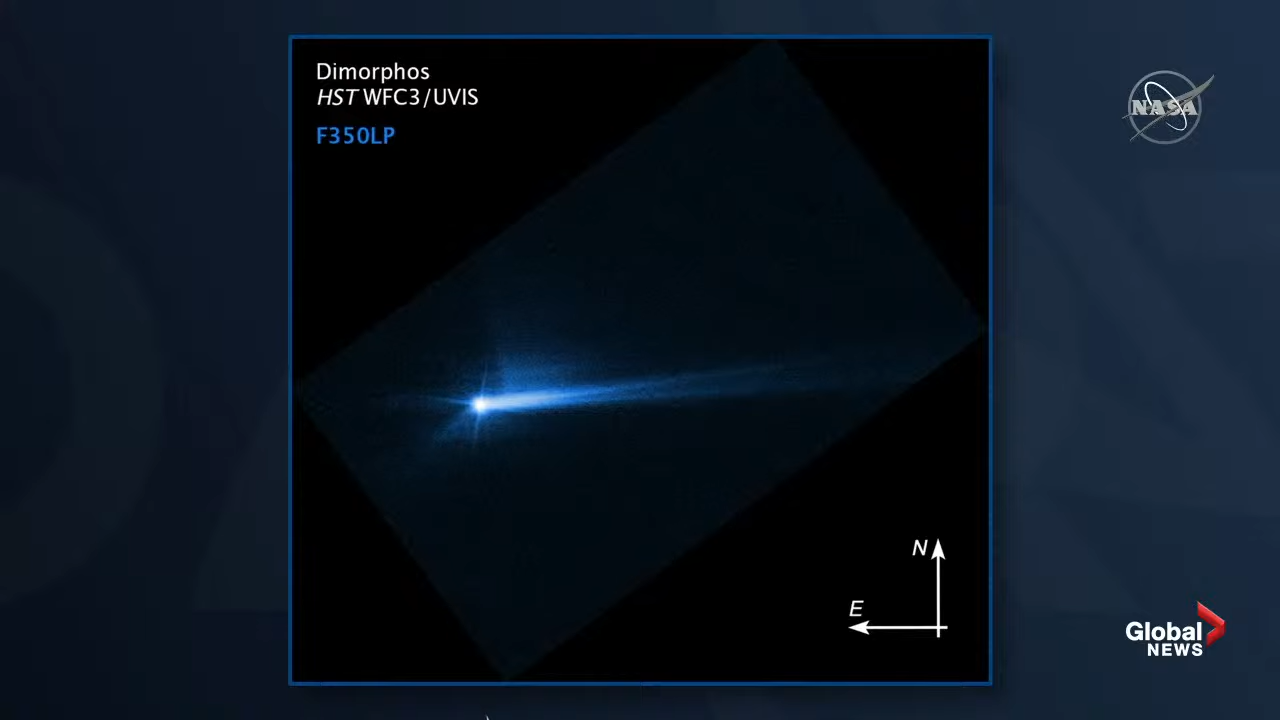 Dimorphos
HST WFC3/UVIS
F350LP
NASA
N
E
Global
NEWS